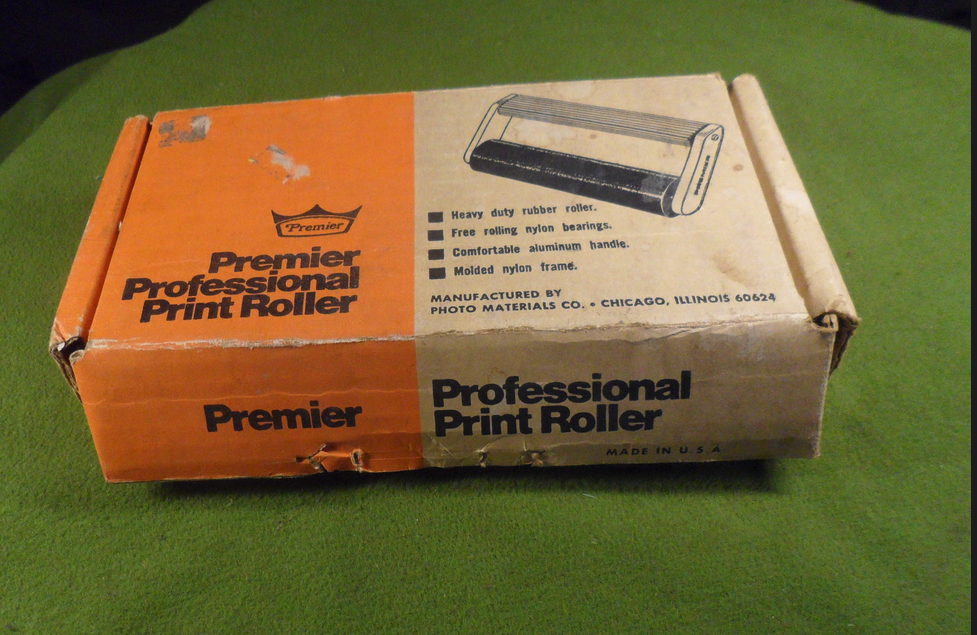 Premier
Premier
Professional
Print Roller
PREMIER
Heavy duty rubber roller.
Free rolling nylon bearings.
Comfortable aluminum handle.
Molded nylon frame.
MANUFACTURED BY
PHOTO MATERIALS CO. • CHICAGO, ILLINOIS 60624
Premier
Professional
Print Roller
MADE IN U.S.A